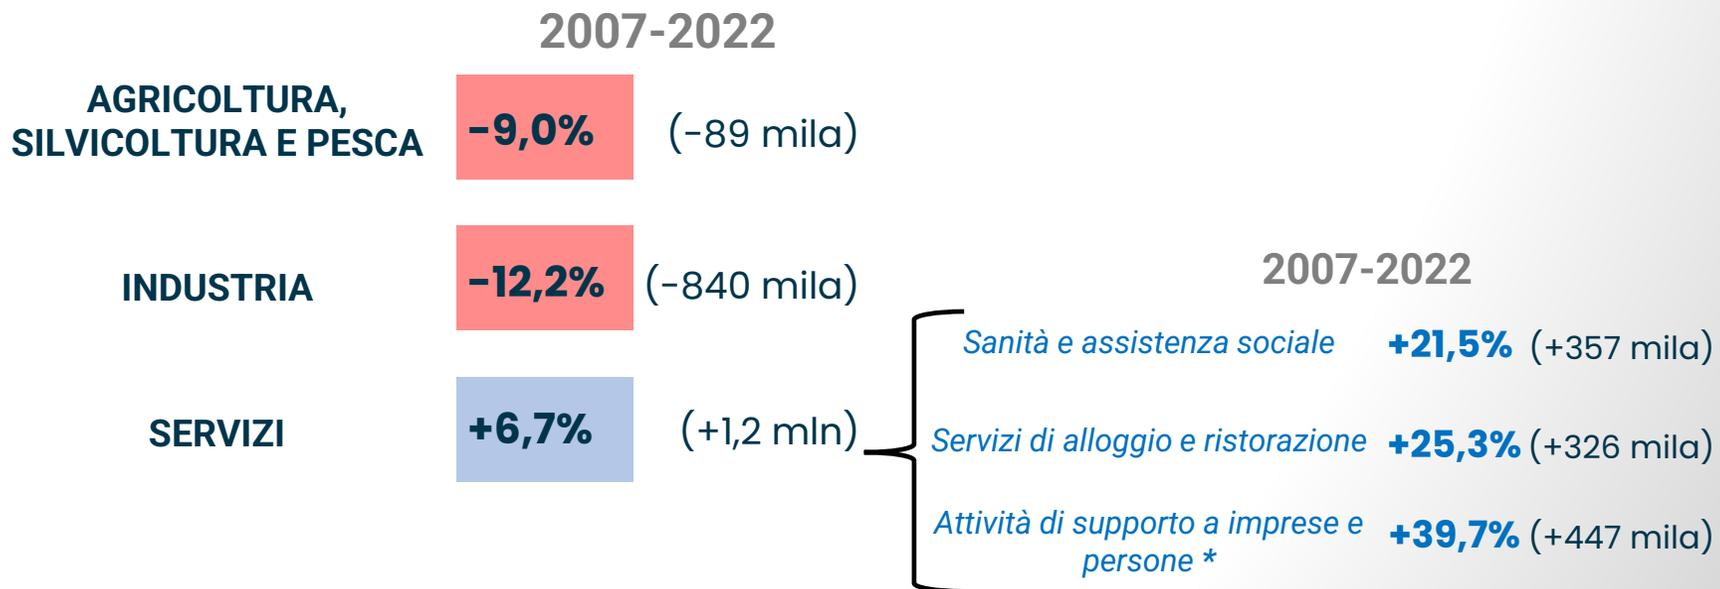 2007-2022
AGRICOLTURA,
SILVICOLTURA E PESCA
-9,0% (-89 mila)
INDUSTRIA -12,2% (-840 mila)
SERVIZI +6,7% (+1,2 mln)
2007-2022
Sanità e assistenza sociale +21,5% (+357 mila)
Servizi di alloggio e ristorazione +25,3% (+326 mila)
Attività di supporto a imprese e
persone * +39,7% (+447 mila)